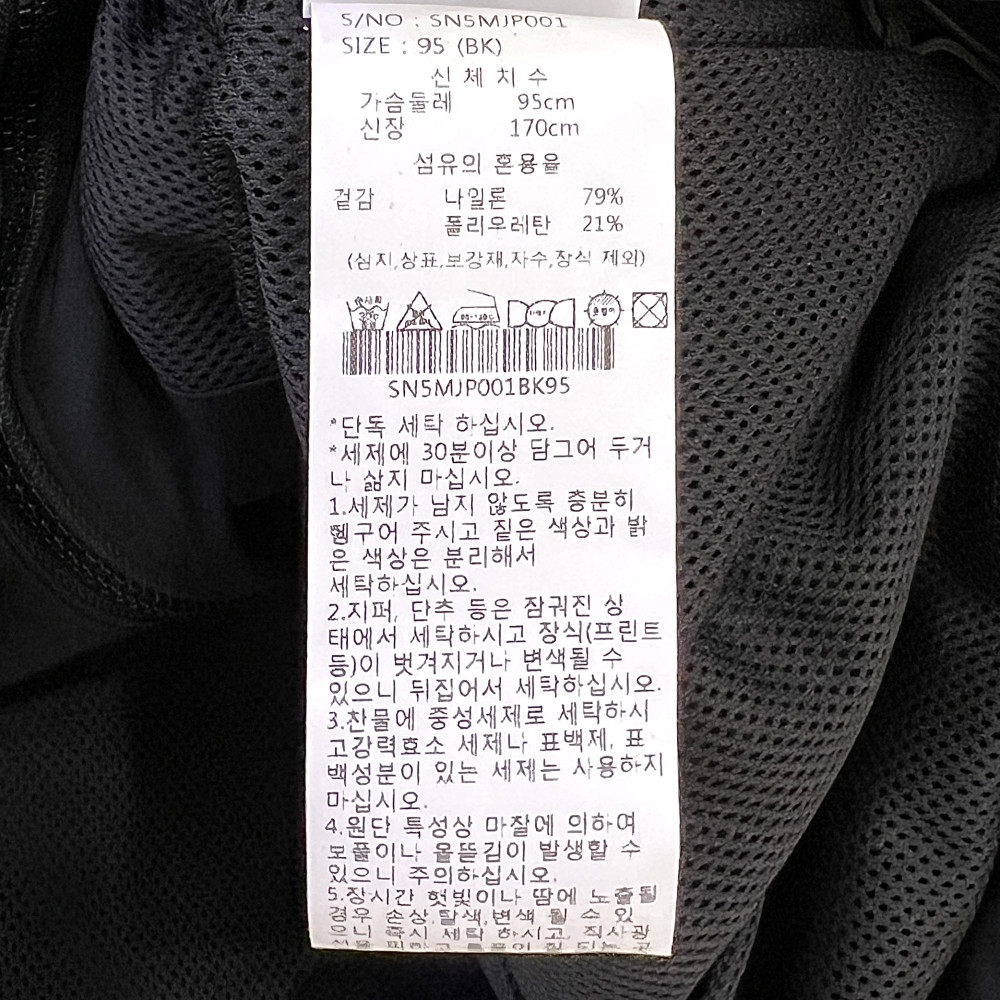 S/NO : SN5MJP001
SIZE : 95 (BK)
신 체 치 수
가슴둘레 95cm
신장 170cm
섬유의 혼용율
겉감 나일론 79%
폴리우레탄 21%
(심지,상표,보강재,자수,장식 제외)
SN5MJP001BK95
*단독 세탁 하십시오.
*세제에 30분이상 담그어 두거
나 삶지 마십시오.
1.세제가 남지 않도록 충분히
헹구어 주시고 짙은 색상과 밝
은 색상은 분리해서
세탁하십시오.
2.지퍼, 단추 등은 잠궈진 상
태에서 세탁하시고 장식(프린트
등)이 벗겨지거나 변색될 수
있으니 뒤집어서 세탁하십시오.
3.찬물에 중성세제로 세탁하시
고강력효소 세제나 표백제, 표
백성분이 있는 세제는 사용하지
마십시오.
4.원단 특성상 마찰에 의하여
보풀이나 올뜯김이 발생할 수
있으니 주의하십시오.
5.장시간 햇빛이나 땀에 노출될
경우 손상,탈색,변색 될 수 있
으니 즉시 세탁 하시고, 직사광